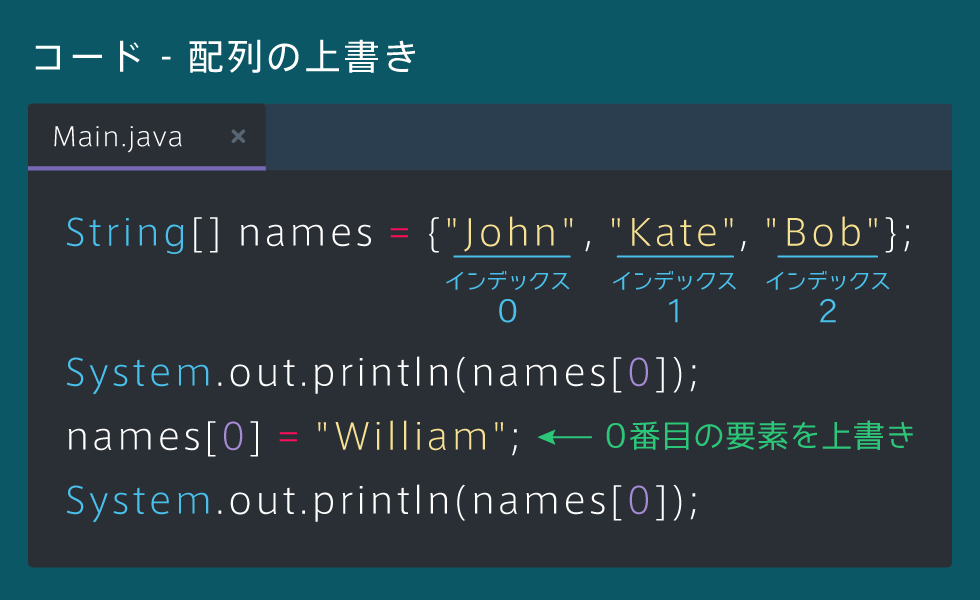 コード - 配列の上書き
Main.java ×
String[] names = {"John", "Kate", "Bob"};
インデックス インデックス インデックス
0 1 2
System.out.println(names[0]);
names[0] = "William"; ← 0番目の要素を上書き
System.out.println(names[0]);